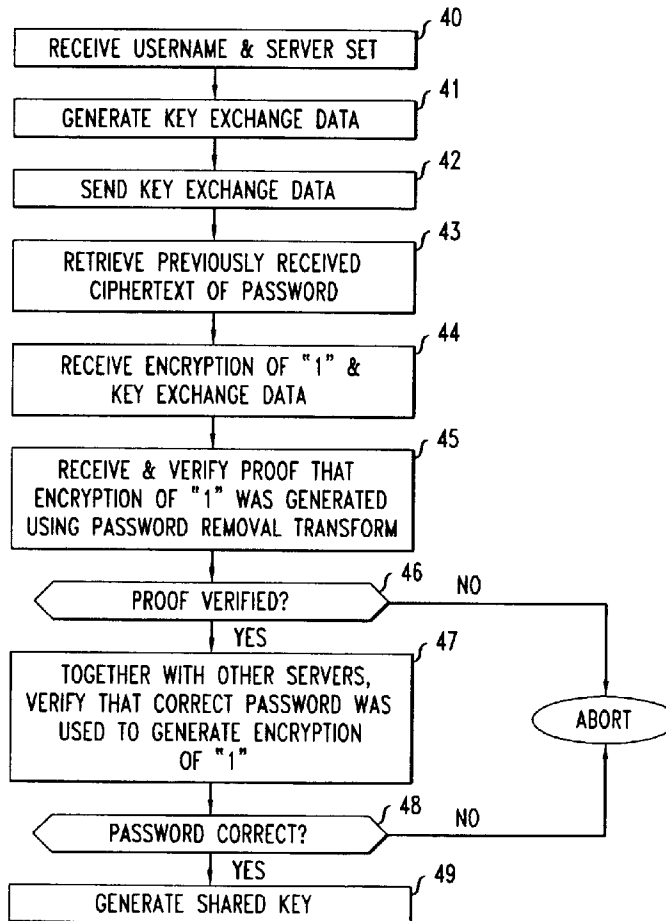 40
RECEIVE USERNAME & SERVER SET
41
GENERATE KEY EXCHANGE DATA
42
SEND KEY EXCHANGE DATA
43
RETRIEVE PREVIOUSLY RECEIVED
CIPHERTEXT OF PASSWORD
44
RECEIVE ENCRYPTION OF "1" &
KEY EXCHANGE DATA
45
RECEIVE & VERIFY PROOF THAT
ENCRYPTION OF "1" WAS GENERATED
USING PASSWORD REMOVAL TRANSFORM
46
PROOF VERIFIED?
NO
YES
47
TOGETHER WITH OTHER SERVERS,
VERIFY THAT CORRECT PASSWORD WAS
USED TO GENERATE ENCRYPTION
OF "1"
ABORT
48
PASSWORD CORRECT?
NO
YES
49
GENERATE SHARED KEY